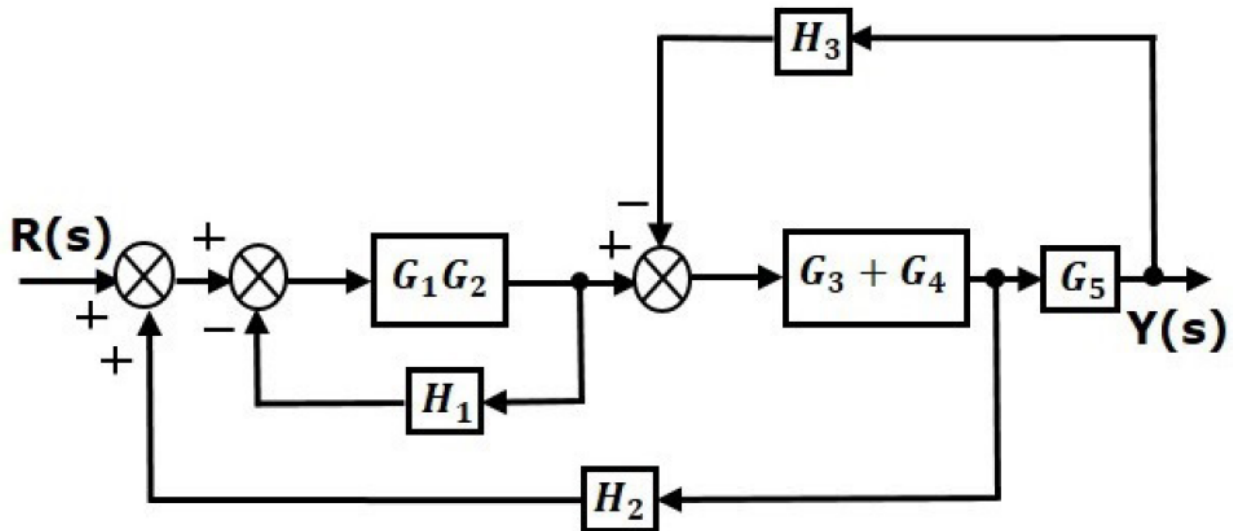 H₃
R(s)
+
+
+
−
G₁G₂
H₁
+
−
G₃ + G₄
G₅
Y(s)
+
H₂